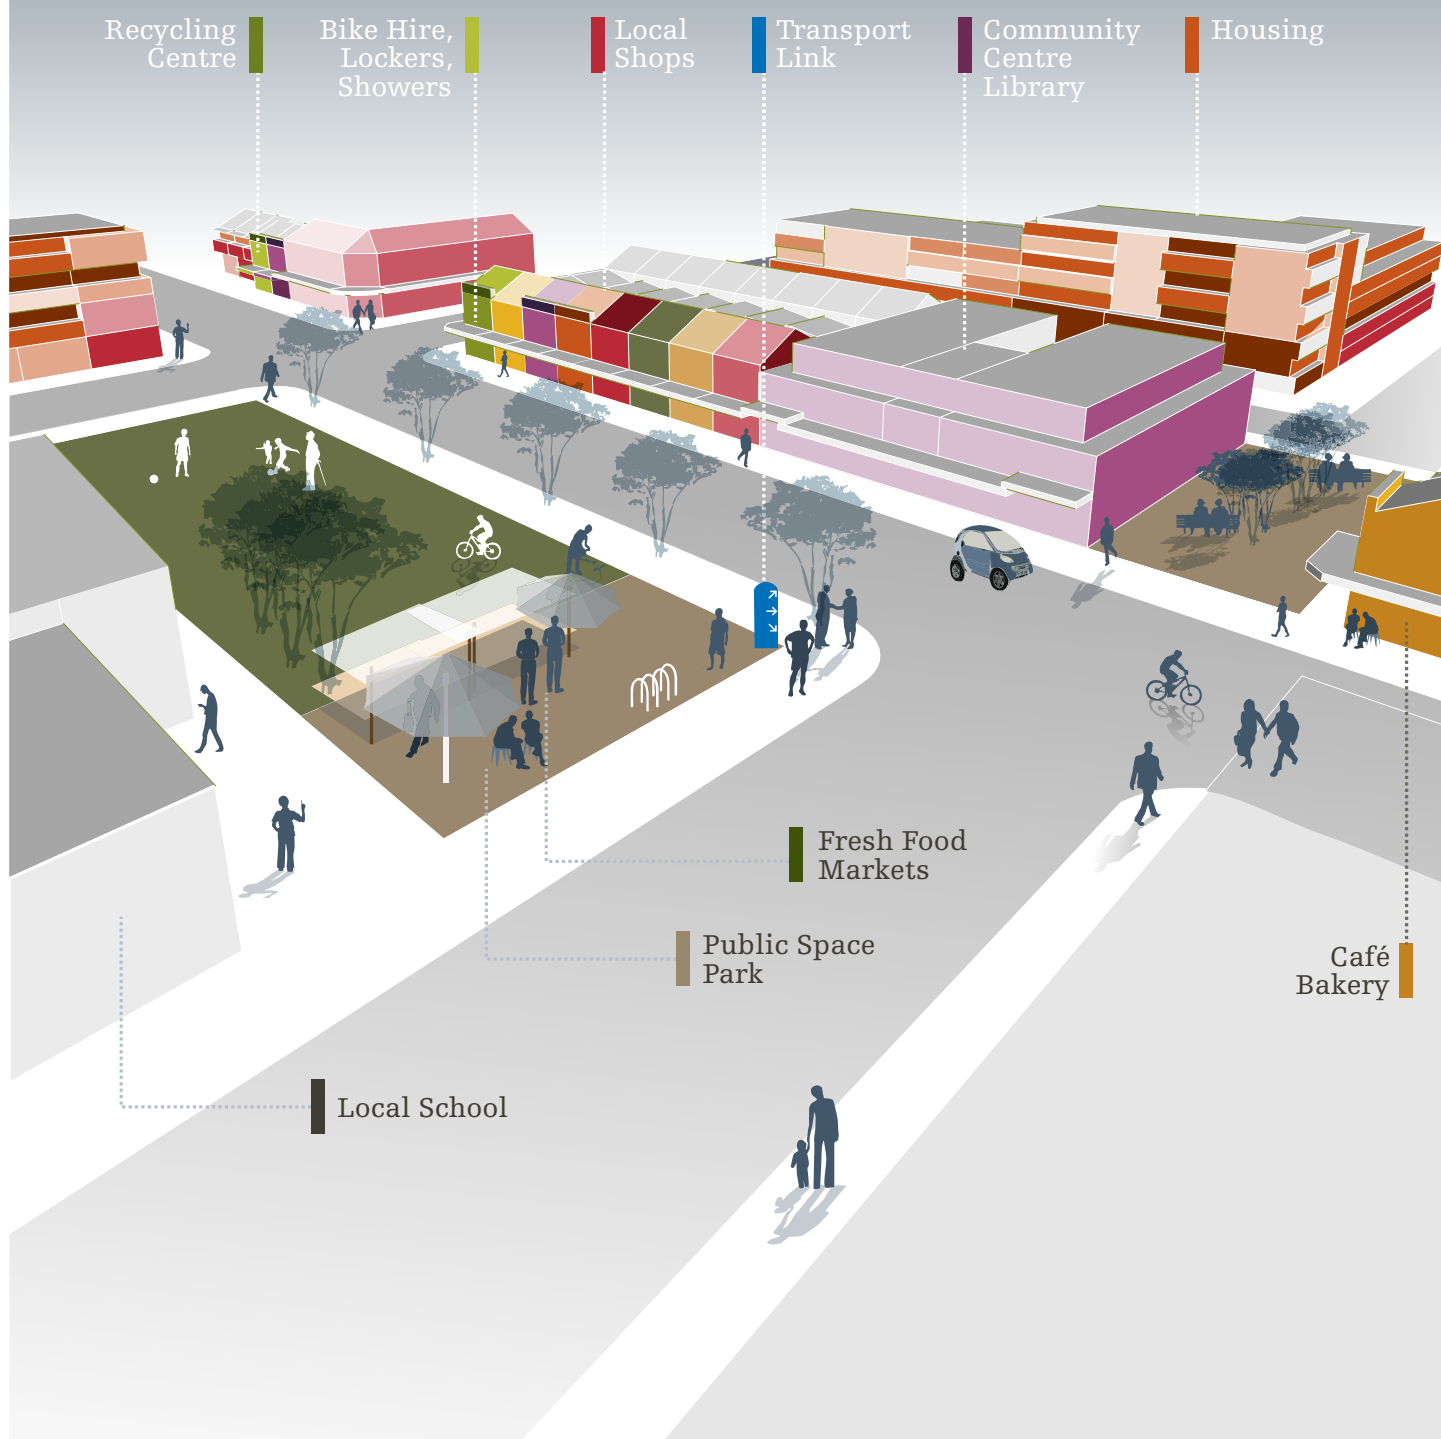 Recycling
Centre
Bike Hire,
Lockers,
Showers
Local
Shops
Transport
Link
Community
Centre
Library
Housing
Fresh Food
Markets
Public Space
Park
Café
Bakery
Local School